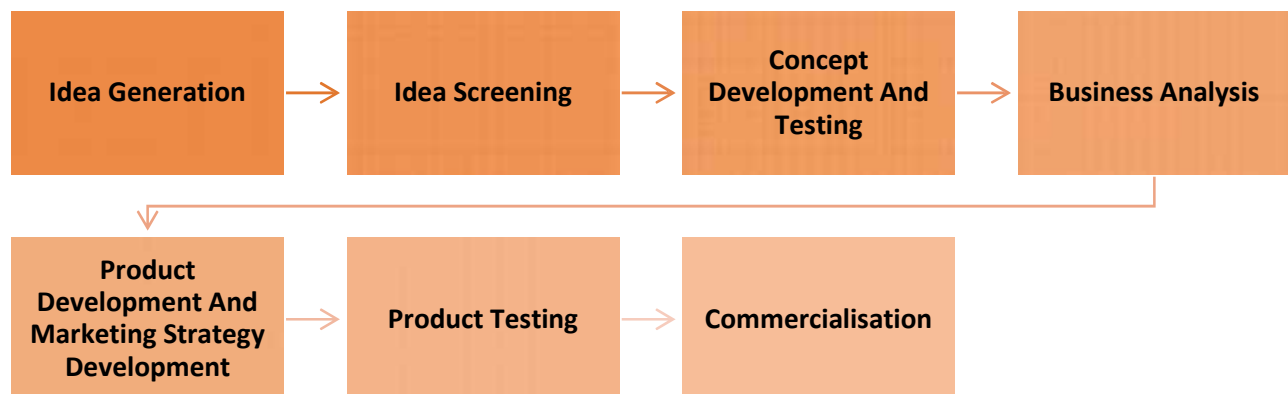 Idea Generation
Idea Screening
Concept
Development And
Testing
Business Analysis
Product
Development And
Marketing Strategy
Development
Product Testing
Commercialisation